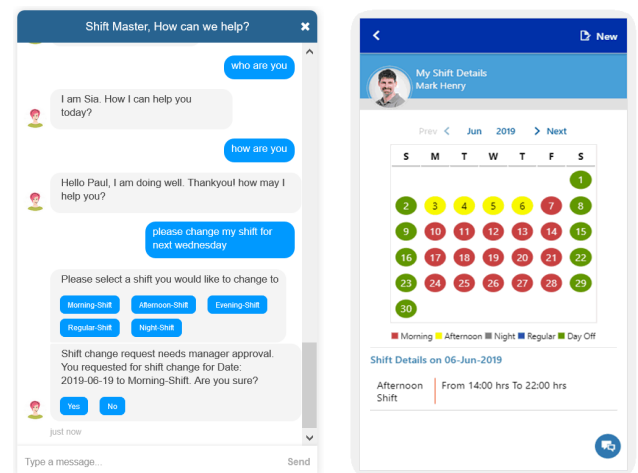 Shift Master, How can we help?
who are you
I am Sia. How I can help you
today?
how are you
Hello Paul, I am doing well. Thankyou! how may I
help you?
please change my shift for
next wednesday
Please select a shift you would like to change to
Morning-Shift Afternoon-Shift Evening-Shift
Regular-Shift Night-Shift
Shift change request needs manager approval.
You requested for shift change for Date:
2019-06-19 to Morning-Shift. Are you sure?
Yes No
just now
Type a message... Send
New
My Shift Details
Mark Henry
Prev Jun 2019 Next
S M T W T F S
1
2 3 4 5 6 7 8
9 10 11 12 13 14 15
16 17 18 19 20 21 22
23 24 25 26 27 28 29
30
Morning Afternoon Night Regular Day Off
Shift Details on 06-Jun-2019
Afternoon From 14:00 hrs To 22:00 hrs
Shift